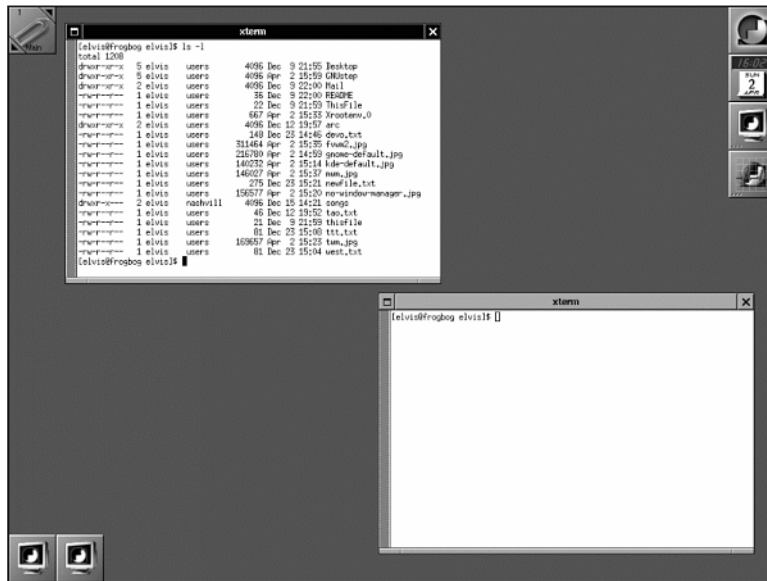 1
Main
xterm
[elvis@frogbog elvis]$ ls -l
total 1208
drwxr-xr-x 5 elvis users 4096 Dec 9 21:55 Desktop
drwxr-xr-x 5 elvis users 4096 Apr 2 15:59 GNUstep
drwxr-xr-x 2 elvis users 4096 Dec 9 22:00 Mail
-rw-r--r-- 1 elvis users 36 Dec 9 22:00 README
-rw-r--r-- 1 elvis users 22 Dec 9 21:59 ThisFile
-rw-r--r-- 1 elvis users 667 Apr 2 15:33 Xrootenv.0
drwxr-xr-x 2 elvis users 4096 Dec 12 19:57 arc
-rw-r--r-- 1 elvis users 148 Dec 23 14:46 devo.txt
-rw-r--r-- 1 elvis users 311464 Apr 2 15:35 fvwm2.jpg
-rw-r--r-- 1 elvis users 216780 Apr 2 14:59 gnome-default.jpg
-rw-r--r-- 1 elvis users 140232 Apr 2 15:14 kde-default.jpg
-rw-r--r-- 1 elvis users 146027 Apr 2 15:37 mwm.jpg
-rw-r--r-- 1 elvis users 275 Dec 23 15:21 newfile.txt
-rw-r--r-- 1 elvis users 156577 Apr 2 15:20 no-window-manager.jpg
drwxr-x--- 2 elvis nashvill 4096 Dec 15 14:21 songs
-rw-r--r-- 1 elvis users 46 Dec 12 19:52 tao.txt
-rw-r--r-- 1 elvis users 21 Dec 9 21:59 thisfile
-rw-r--r-- 1 elvis users 81 Dec 23 15:08 ttt.txt
-rw-r--r-- 1 elvis users 169657 Apr 2 15:23 twm.jpg
-rw-r--r-- 1 elvis users 81 Dec 23 15:04 west.txt
[elvis@frogbog elvis]$
16:02
SUN
2
APR
xterm
[elvis@frogbog elvis]$